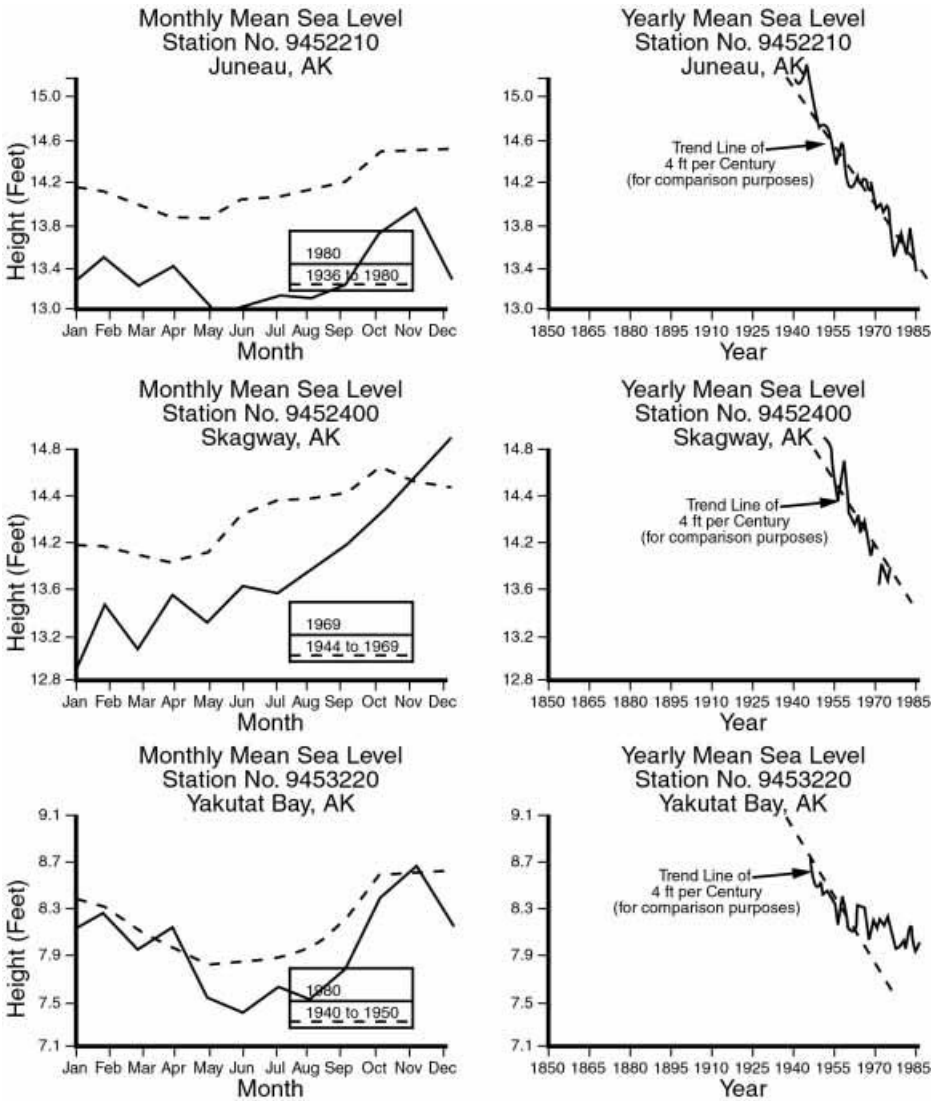 Monthly Mean Sea Level
Station No. 9452210
Juneau, AK
Height (Feet)
15.0
14.6
14.2
13.8
13.4
13.0
1980
1936 to 1980
Jan Feb Mar Apr May Jun Jul Aug Sep Oct Nov Dec
Month
Yearly Mean Sea Level
Station No. 9452210
Juneau, AK
15.0
14.6
14.2
13.8
13.4
13.0
Trend Line of
4 ft per Century
(for comparison purposes)
1850 1865 1880 1895 1910 1925 1940 1955 1970 1985
Year
Monthly Mean Sea Level
Station No. 9452400
Skagway, AK
Height (Feet)
14.8
14.4
14.2
13.6
13.2
12.8
1969
1944 to 1969
Jan Feb Mar Apr May Jun Jul Aug Sep Oct Nov Dec
Month
Yearly Mean Sea Level
Station No. 9452400
Skagway, AK
14.8
14.4
14.2
13.6
13.2
12.8
Trend Line of
4 ft per Century
(for comparison purposes)
1850 1865 1880 1895 1910 1925 1940 1955 1970 1985
Year
Monthly Mean Sea Level
Station No. 9453220
Yakutat Bay, AK
Height (Feet)
9.1
8.7
8.3
7.9
7.5
7.1
1980
1940 to 1950
Jan Feb Mar Apr May Jun Jul Aug Sep Oct Nov Dec
Month
Yearly Mean Sea Level
Station No. 9453220
Yakutat Bay, AK
9.1
8.7
8.3
7.9
7.5
7.1
Trend Line of
4 ft per Century
(for comparison purposes)
1850 1865 1880 1895 1910 1925 1940 1955 1970 1985
Year